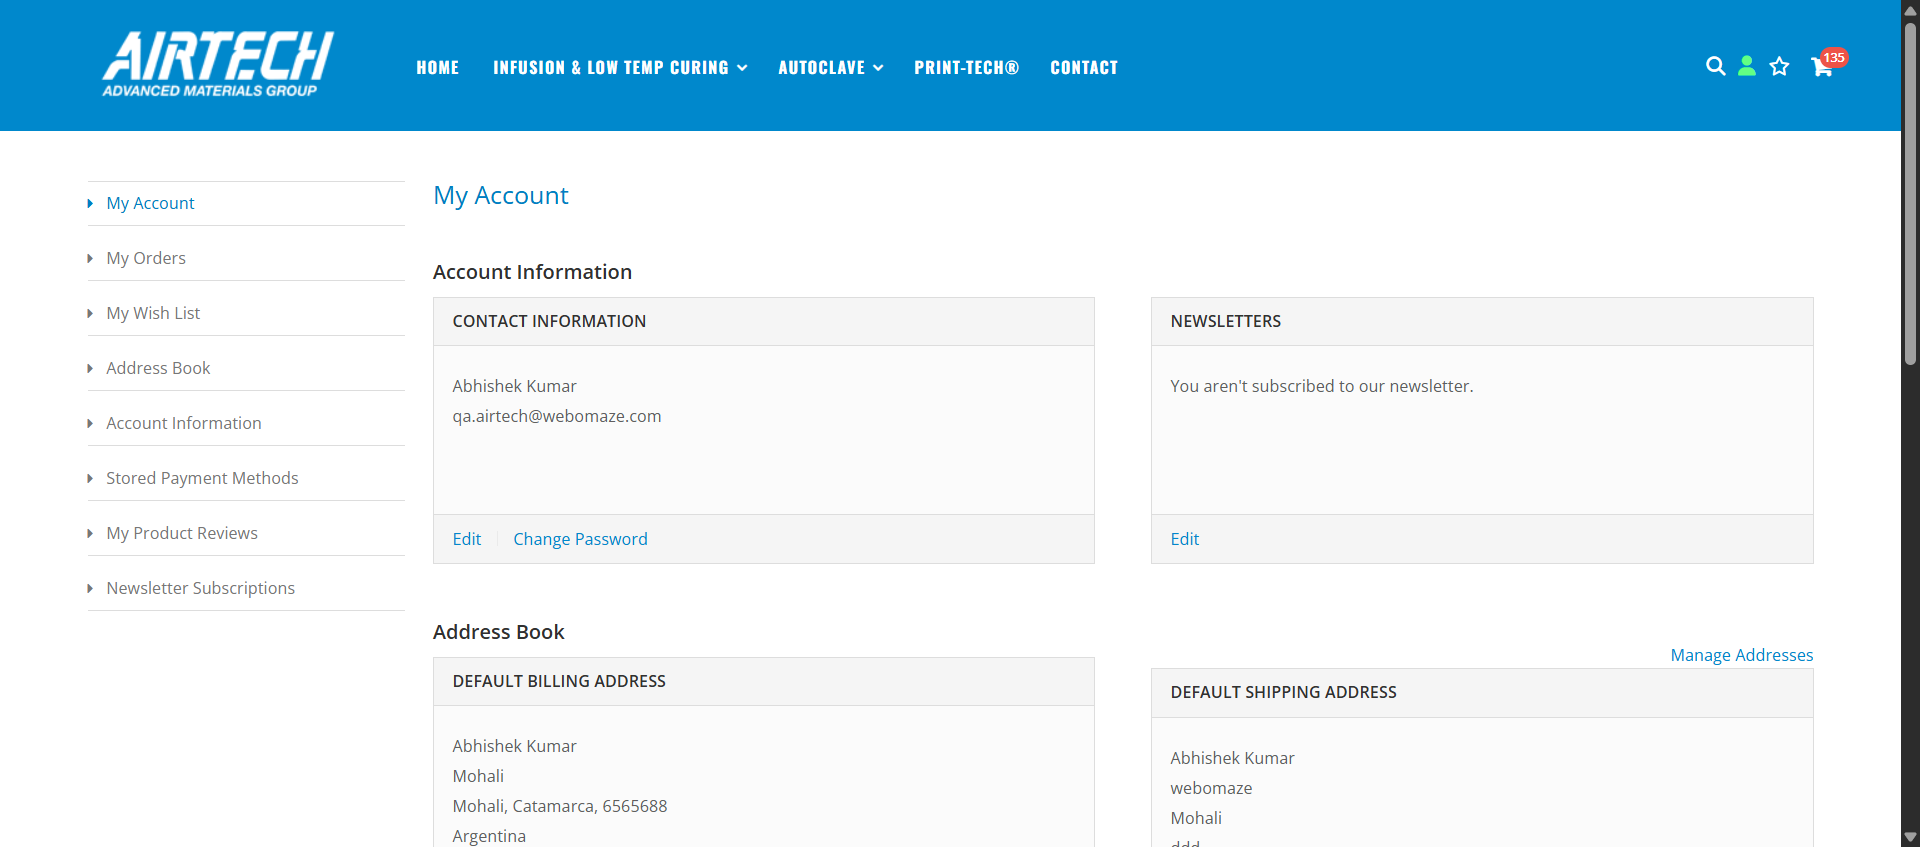 AIRTECH
ADVANCED MATERIALS GROUP
HOME
INFUSION & LOW TEMP CURING
AUTOCLAVE
PRINT-TECH®
CONTACT
135
My Account
My Orders
My Wish List
Address Book
Account Information
Stored Payment Methods
My Product Reviews
Newsletter Subscriptions
My Account
Account Information
CONTACT INFORMATION
Abhishek Kumar
qa.airtech@webomaze.com
Edit
Change Password
NEWSLETTERS
You aren't subscribed to our newsletter.
Edit
Address Book
Manage Addresses
DEFAULT BILLING ADDRESS
Abhishek Kumar
Mohali
Mohali, Catamarca, 6565688
Argentina
DEFAULT SHIPPING ADDRESS
Abhishek Kumar
webomaze
Mohali